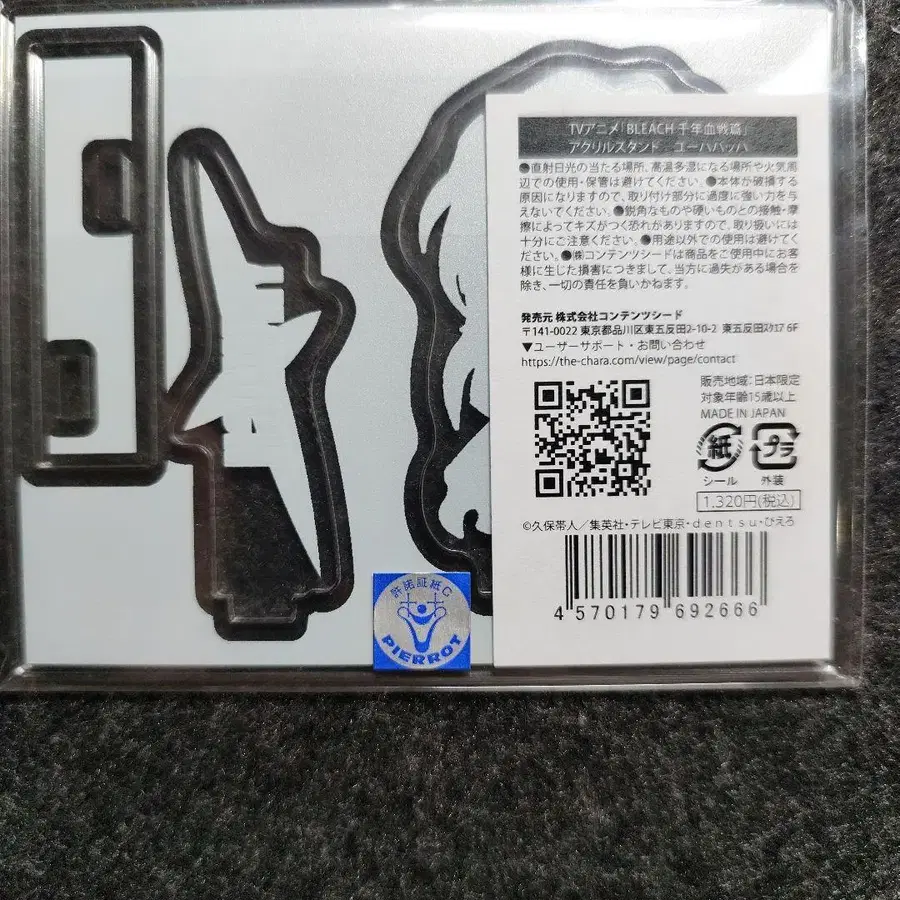 TVアニメ「BLEACH 千年血戦篇」
アクリルスタンド ユーハバッハ
●直射日光の当たる場所、高温多湿になる場所や火気周
辺での使用・保管は避けてください。●本体が破損する
原因になりますので、取り付け部分に過度に強い力を与
えないでください。●鋭角なものや硬いものとの接触・摩
擦によってキズがつく恐れがありますので、取り扱いには
十分にご注意ください。●用途以外での使用は避けてく
ださい。●㈱コンテンツシードは商品をご使用中にお客
様に生じた損害につきまして、当方に過失がある場合を
除き、一切の責任を負いかねます。
発売元 株式会社コンテンツシード
〒141-0022 東京都品川区東五反田2-10-2 東五反田ｽｸｴｱ 6F
▼ユーザーサポート・お問い合わせ
https://the-chara.com/view/page/contact
販売地域:日本限定
対象年齢15歳以上
MADE IN JAPAN
紙 プラ
シール 外装
1,320円(税込)
©久保帯人／集英社・テレビ東京・dentsu・ぴえろ
4 570179 692666
許諾証紙C
PIERROT